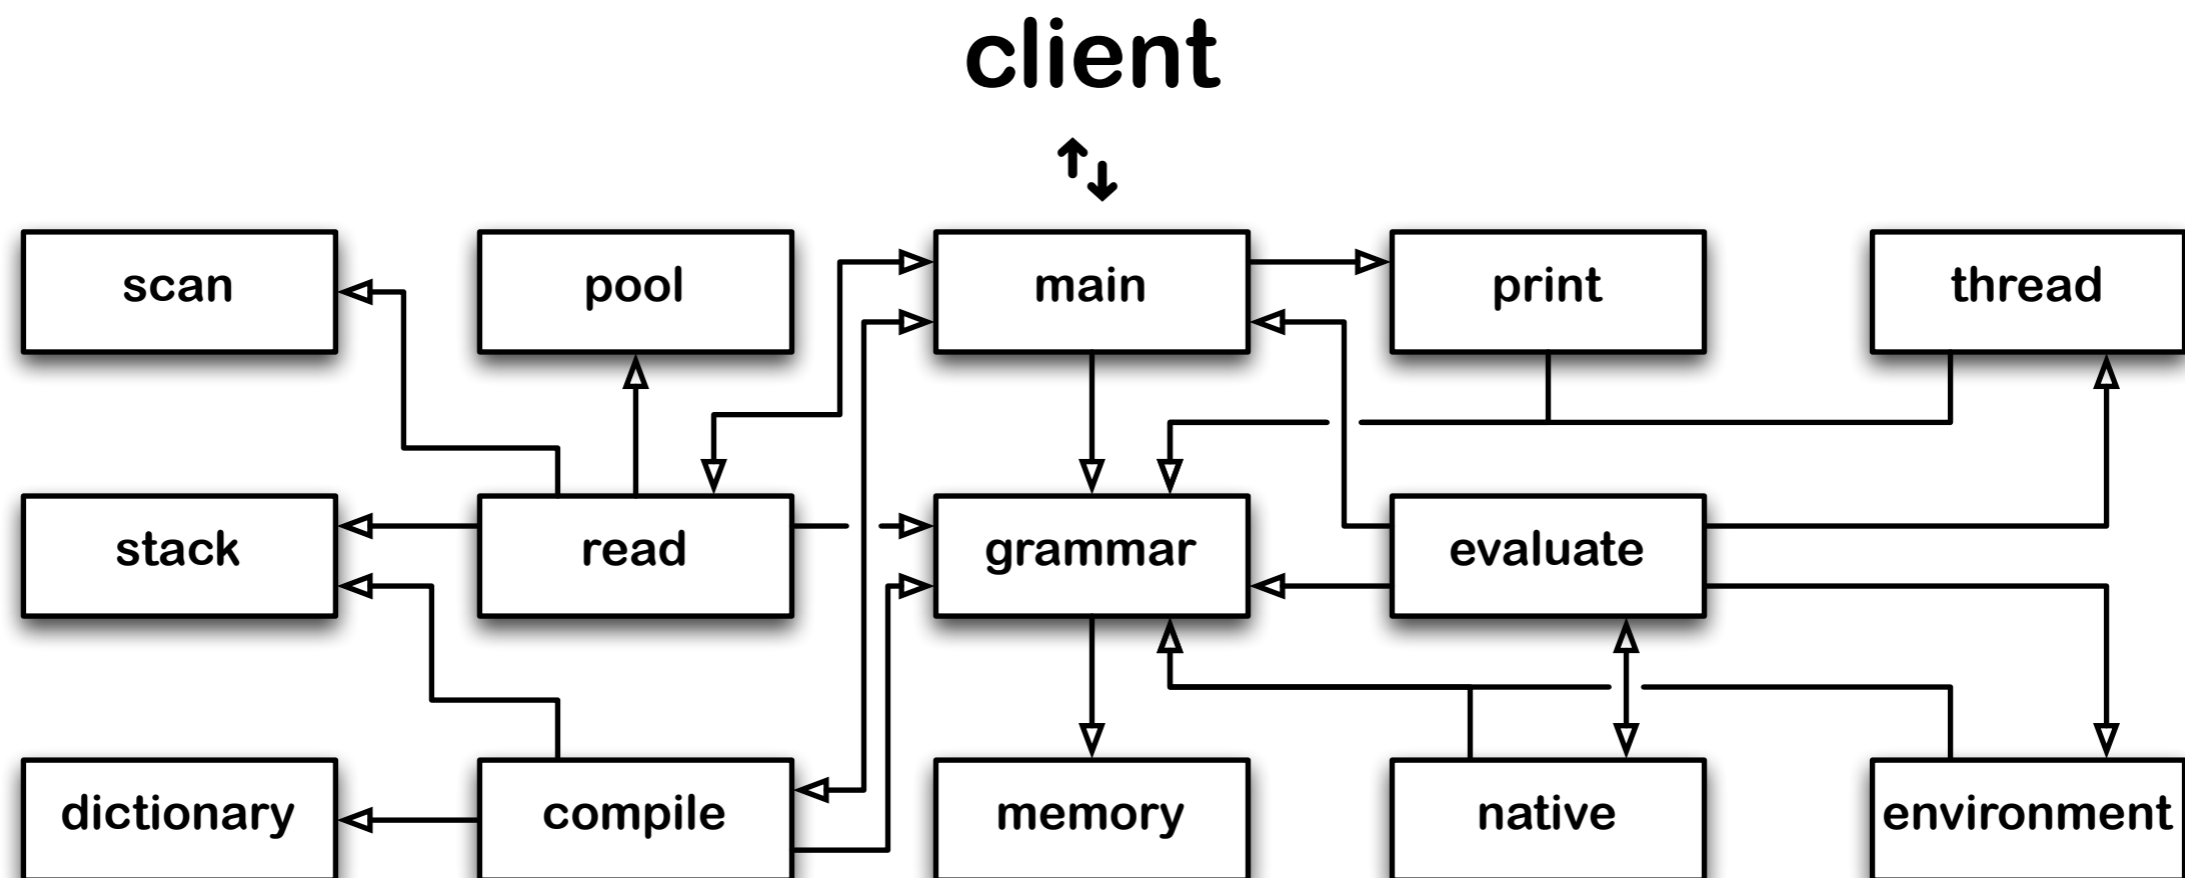 client
scan
pool
main
print
thread
stack
read
grammar
evaluate
dictionary
compile
memory
native
environment